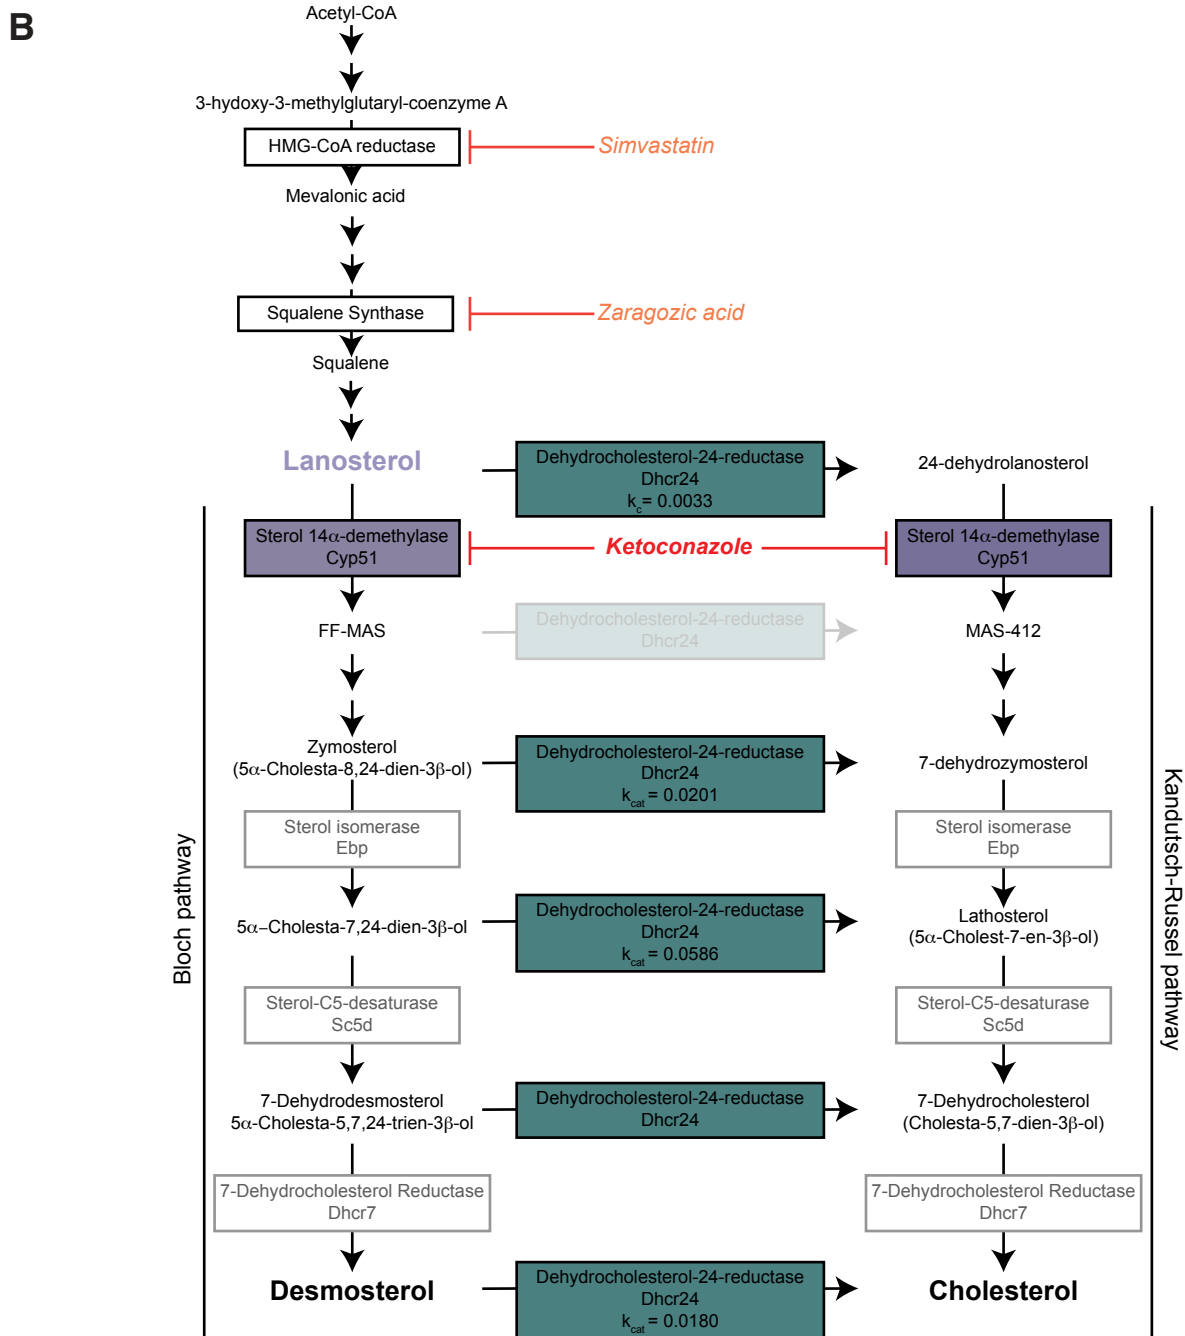 B
Acetyl-CoA
3-hydoxy-3-methylglutaryl-coenzyme A
HMG-CoA reductase
Simvastatin
Mevalonic acid
Squalene Synthase
Zaragozic acid
Squalene
Lanosterol
Dehydrocholesterol-24-reductase
Dhcr24
kc= 0.0033
24-dehydrolanosterol
Sterol 14α-demethylase
Cyp51
Ketoconazole
Sterol 14α-demethylase
Cyp51
FF-MAS
Dehydrocholesterol-24-reductase
Dhcr24
MAS-412
Zymosterol
(5α-Cholesta-8,24-dien-3β-ol)
Dehydrocholesterol-24-reductase
Dhcr24
kcat = 0.0201
7-dehydrozymosterol
Sterol isomerase
Ebp
Sterol isomerase
Ebp
5α–Cholesta-7,24-dien-3β-ol
Dehydrocholesterol-24-reductase
Dhcr24
kcat = 0.0586
Lathosterol
(5α-Cholest-7-en-3β-ol)
Bloch pathway
Kandutsch-Russel pathway
Sterol-C5-desaturase
Sc5d
Sterol-C5-desaturase
Sc5d
7-Dehydrodesmosterol
5α-Cholesta-5,7,24-trien-3β-ol
Dehydrocholesterol-24-reductase
Dhcr24
7-Dehydrocholesterol
(Cholesta-5,7-dien-3β-ol)
7-Dehydrocholesterol Reductase
Dhcr7
7-Dehydrocholesterol Reductase
Dhcr7
Desmosterol
Dehydrocholesterol-24-reductase
Dhcr24
kcat = 0.0180
Cholesterol